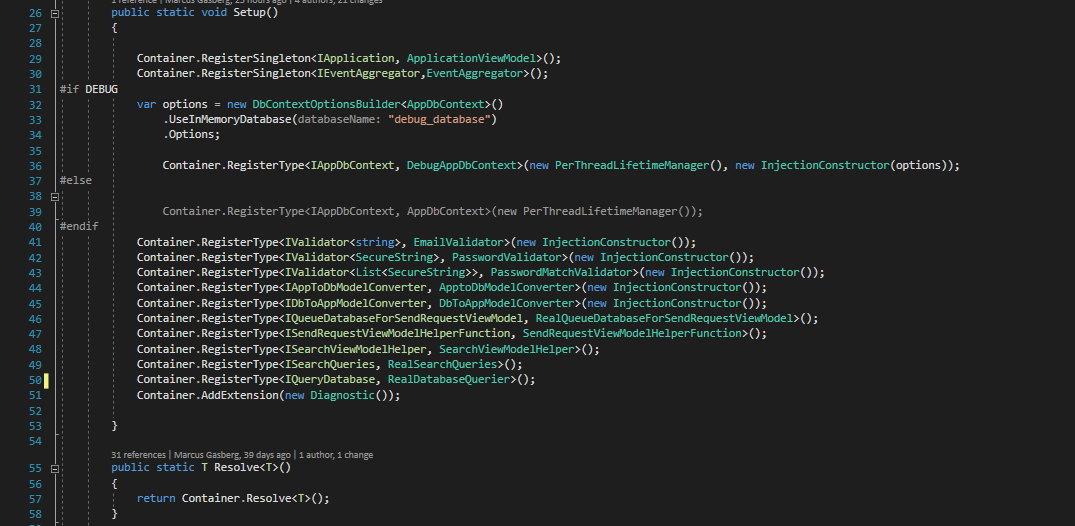 1 reference | Marcus Gasberg, 23 hours ago | 4 authors, 21 changes
26 public static void Setup()
27 {
28
29 Container.RegisterSingleton<IApplication, ApplicationViewModel>();
30 Container.RegisterSingleton<IEventAggregator,EventAggregator>();
31 #if DEBUG
32 var options = new DbContextOptionsBuilder<AppDbContext>()
33 .UseInMemoryDatabase(databaseName: "debug_database")
34 .Options;
35
36 Container.RegisterType<IAppDbContext, DebugAppDbContext>(new PerThreadLifetimeManager(), new InjectionConstructor(options));
37 #else
38
39 Container.RegisterType<IAppDbContext, AppDbContext>(new PerThreadLifetimeManager());
40 #endif
41 Container.RegisterType<IValidator<string>, EmailValidator>(new InjectionConstructor());
42 Container.RegisterType<IValidator<SecureString>, PasswordValidator>(new InjectionConstructor());
43 Container.RegisterType<IValidator<List<SecureString>>, PasswordMatchValidator>(new InjectionConstructor());
44 Container.RegisterType<IAppToDbModelConverter, ApptoDbModelConverter>(new InjectionConstructor());
45 Container.RegisterType<IDbToAppModelConverter, DbToAppModelConverter>(new InjectionConstructor());
46 Container.RegisterType<IQueueDatabaseForSendRequestViewModel, RealQueueDatabaseForSendRequestViewModel>();
47 Container.RegisterType<ISendRequestViewModelHelperFunction, SendRequestViewModelHelperFunction>();
48 Container.RegisterType<ISearchViewModelHelper, SearchViewModelHelper>();
49 Container.RegisterType<ISearchQueries, RealSearchQueries>();
50 Container.RegisterType<IQueryDatabase, RealDatabaseQuerier>();
51 Container.AddExtension(new Diagnostic());
52
53 }
54
31 references | Marcus Gasberg, 39 days ago | 1 author, 1 change
55 public static T Resolve<T>()
56 {
57 return Container.Resolve<T>();
58 }